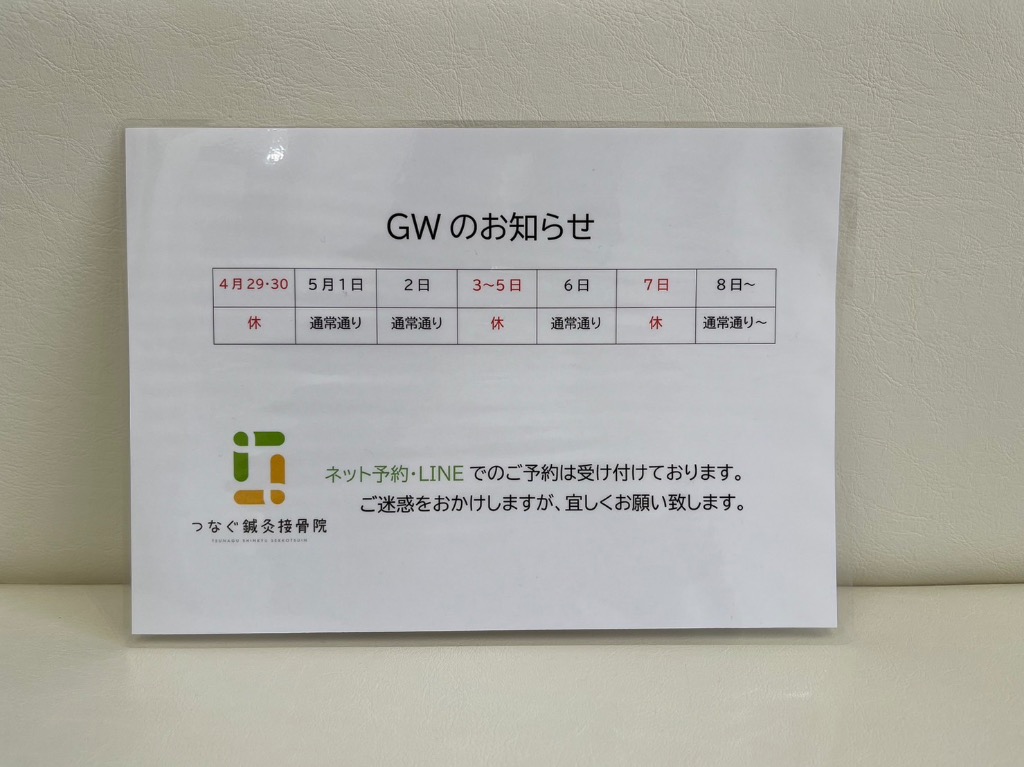 GWのお知らせ
4月29・30 5月1日 2日 3～5日 6日 7日 8日～
休 通常通り 通常通り 休 通常通り 休 通常通り～
ネット予約・LINEでのご予約は受け付けております。
ご迷惑をおかけしますが、宜しくお願い致します。
つなぐ鍼灸接骨院
TSUNAGU SHINKYU SEKKOTSUIN